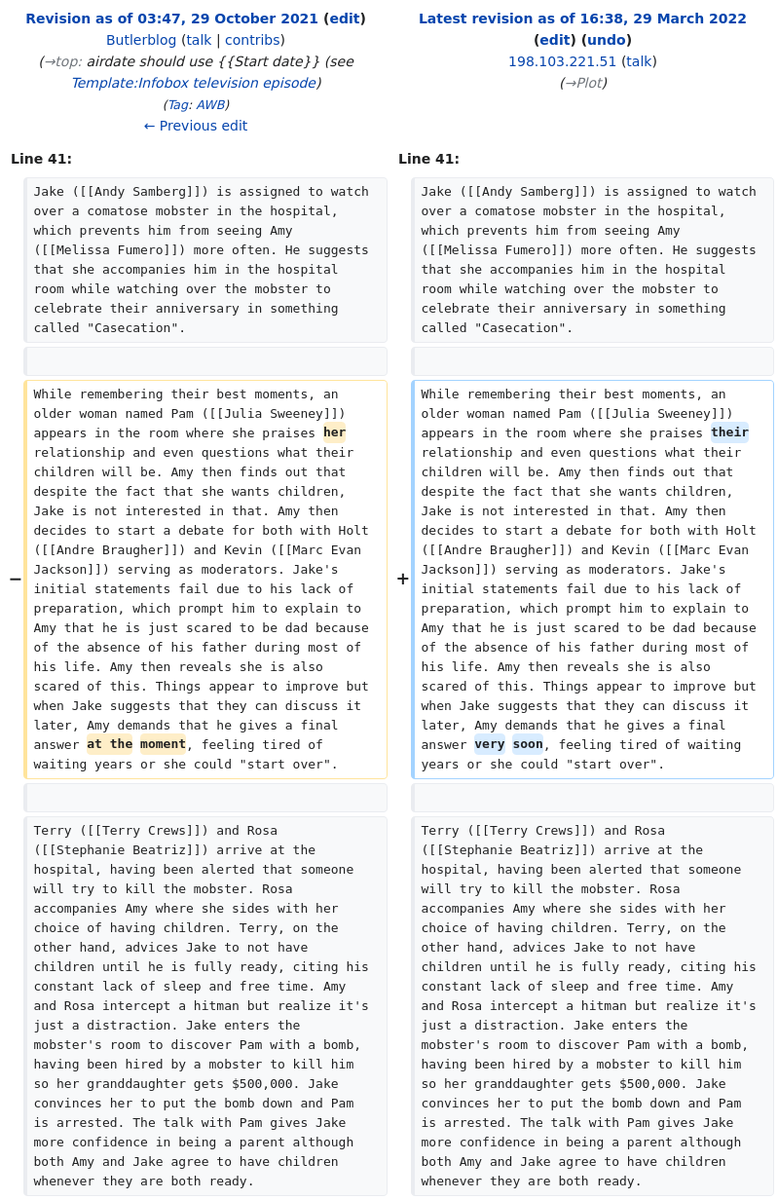 Revision as of 03:47, 29 October 2021 (edit)
Butlerblog (talk | contribs)
(→top: airdate should use {{Start date}} (see
Template:Infobox television episode)
(Tag: AWB)
← Previous edit
Latest revision as of 16:38, 29 March 2022
(edit) (undo)
198.103.221.51 (talk)
(→Plot)
Line 41:
Line 41:
Jake ([[Andy Samberg]]) is assigned to watch
over a comatose mobster in the hospital,
which prevents him from seeing Amy
([[Melissa Fumero]]) more often. He suggests
that she accompanies him in the hospital
room while watching over the mobster to
celebrate their anniversary in something
called "Casecation".
Jake ([[Andy Samberg]]) is assigned to watch
over a comatose mobster in the hospital,
which prevents him from seeing Amy
([[Melissa Fumero]]) more often. He suggests
that she accompanies him in the hospital
room while watching over the mobster to
celebrate their anniversary in something
called "Casecation".
−
While remembering their best moments, an
older woman named Pam ([[Julia Sweeney]])
appears in the room where she praises her
relationship and even questions what their
children will be. Amy then finds out that
despite the fact that she wants children,
Jake is not interested in that. Amy then
decides to start a debate for both with Holt
([[Andre Braugher]]) and Kevin ([[Marc Evan
Jackson]]) serving as moderators. Jake's
initial statements fail due to his lack of
preparation, which prompt him to explain to
Amy that he is just scared to be dad because
of the absence of his father during most of
his life. Amy then reveals she is also
scared of this. Things appear to improve but
when Jake suggests that they can discuss it
later, Amy demands that he gives a final
answer at the moment, feeling tired of
waiting years or she could "start over".
+
While remembering their best moments, an
older woman named Pam ([[Julia Sweeney]])
appears in the room where she praises their
relationship and even questions what their
children will be. Amy then finds out that
despite the fact that she wants children,
Jake is not interested in that. Amy then
decides to start a debate for both with Holt
([[Andre Braugher]]) and Kevin ([[Marc Evan
Jackson]]) serving as moderators. Jake's
initial statements fail due to his lack of
preparation, which prompt him to explain to
Amy that he is just scared to be dad because
of the absence of his father during most of
his life. Amy then reveals she is also
scared of this. Things appear to improve but
when Jake suggests that they can discuss it
later, Amy demands that he gives a final
answer very soon, feeling tired of waiting
years or she could "start over".
Terry ([[Terry Crews]]) and Rosa
([[Stephanie Beatriz]]) arrive at the
hospital, having been alerted that someone
will try to kill the mobster. Rosa
accompanies Amy where she sides with her
choice of having children. Terry, on the
other hand, advices Jake to not have
children until he is fully ready, citing his
constant lack of sleep and free time. Amy
and Rosa intercept a hitman but realize it's
just a distraction. Jake enters the
mobster's room to discover Pam with a bomb,
having been hired by a mobster to kill him
so her granddaughter gets $500,000. Jake
convinces her to put the bomb down and Pam
is arrested. The talk with Pam gives Jake
more confidence in being a parent although
both Amy and Jake agree to have children
whenever they are both ready.
Terry ([[Terry Crews]]) and Rosa
([[Stephanie Beatriz]]) arrive at the
hospital, having been alerted that someone
will try to kill the mobster. Rosa
accompanies Amy where she sides with her
choice of having children. Terry, on the
other hand, advices Jake to not have
children until he is fully ready, citing his
constant lack of sleep and free time. Amy
and Rosa intercept a hitman but realize it's
just a distraction. Jake enters the
mobster's room to discover Pam with a bomb,
having been hired by a mobster to kill him
so her granddaughter gets $500,000. Jake
convinces her to put the bomb down and Pam
is arrested. The talk with Pam gives Jake
more confidence in being a parent although
both Amy and Jake agree to have children
whenever they are both ready.